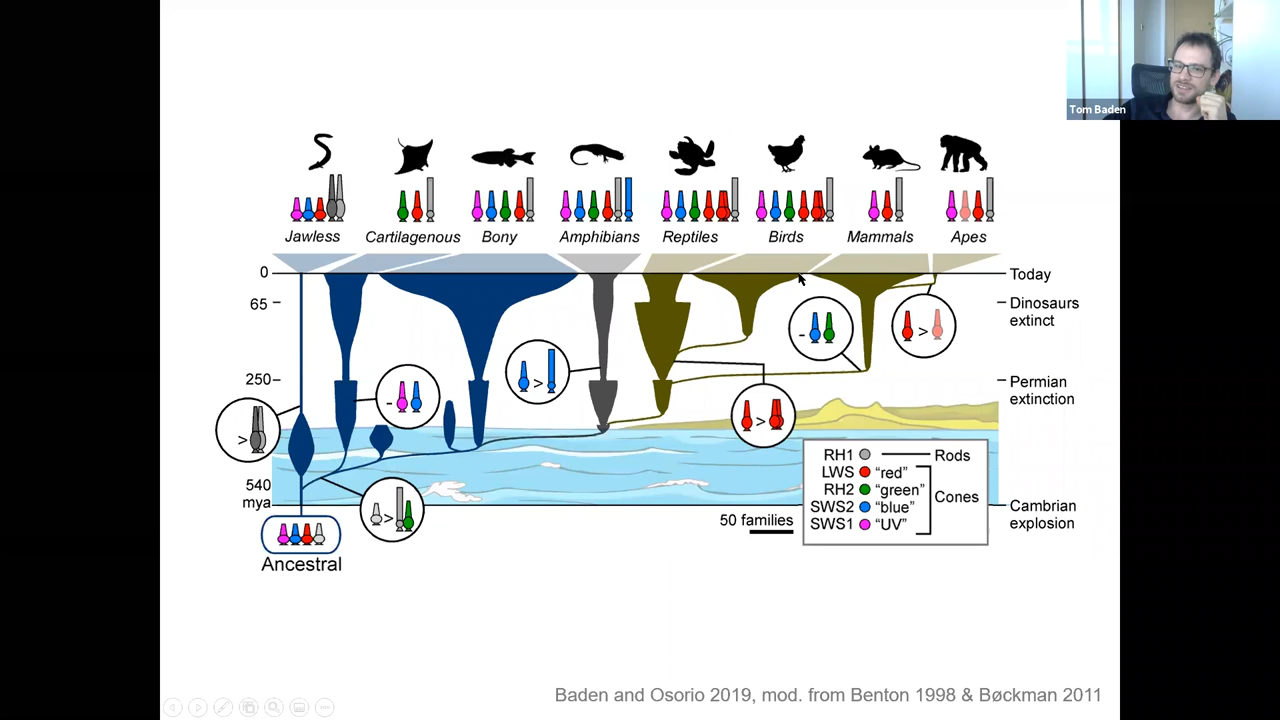 Tom Baden
Jawless
Cartilagenous
Bony
Amphibians
Reptiles
Birds
Mammals
Apes
0
Today
65
Dinosaurs
extinct
250
Permian
extinction
540
mya
Cambrian
explosion
-
-
>
>
>
>
>
RH1
Rods
LWS "red"
RH2 "green"
Cones
SWS2 "blue"
SWS1 "UV"
50 families
Ancestral
Baden and Osorio 2019, mod. from Benton 1998 & Bøckman 2011